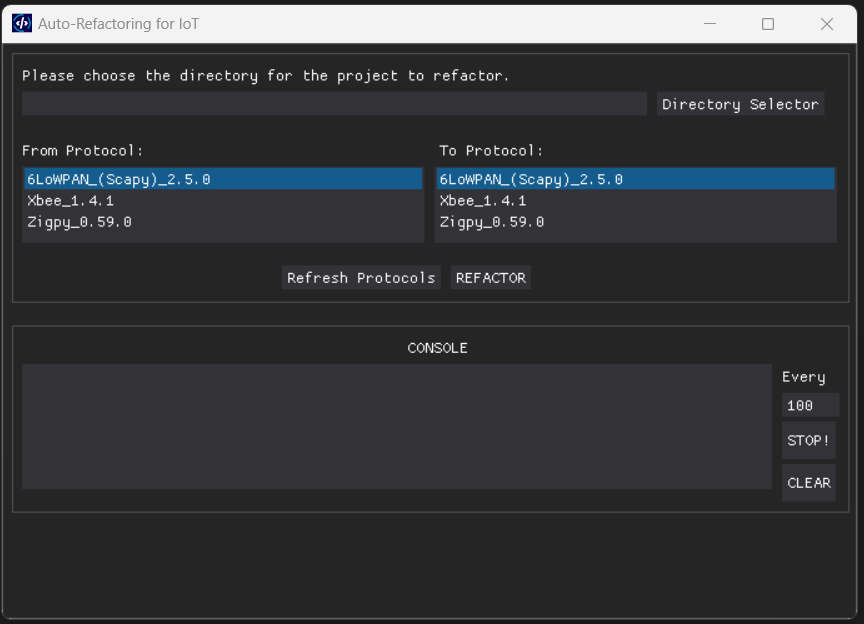 Auto-Refactoring for IoT
Please choose the directory for the project to refactor.
Directory Selector
From Protocol:
6LoWPAN_(Scapy)_2.5.0
Xbee_1.4.1
Zigpy_0.59.0
To Protocol:
6LoWPAN_(Scapy)_2.5.0
Xbee_1.4.1
Zigpy_0.59.0
Refresh Protocols REFACTOR
CONSOLE
Every
100
STOP!
CLEAR